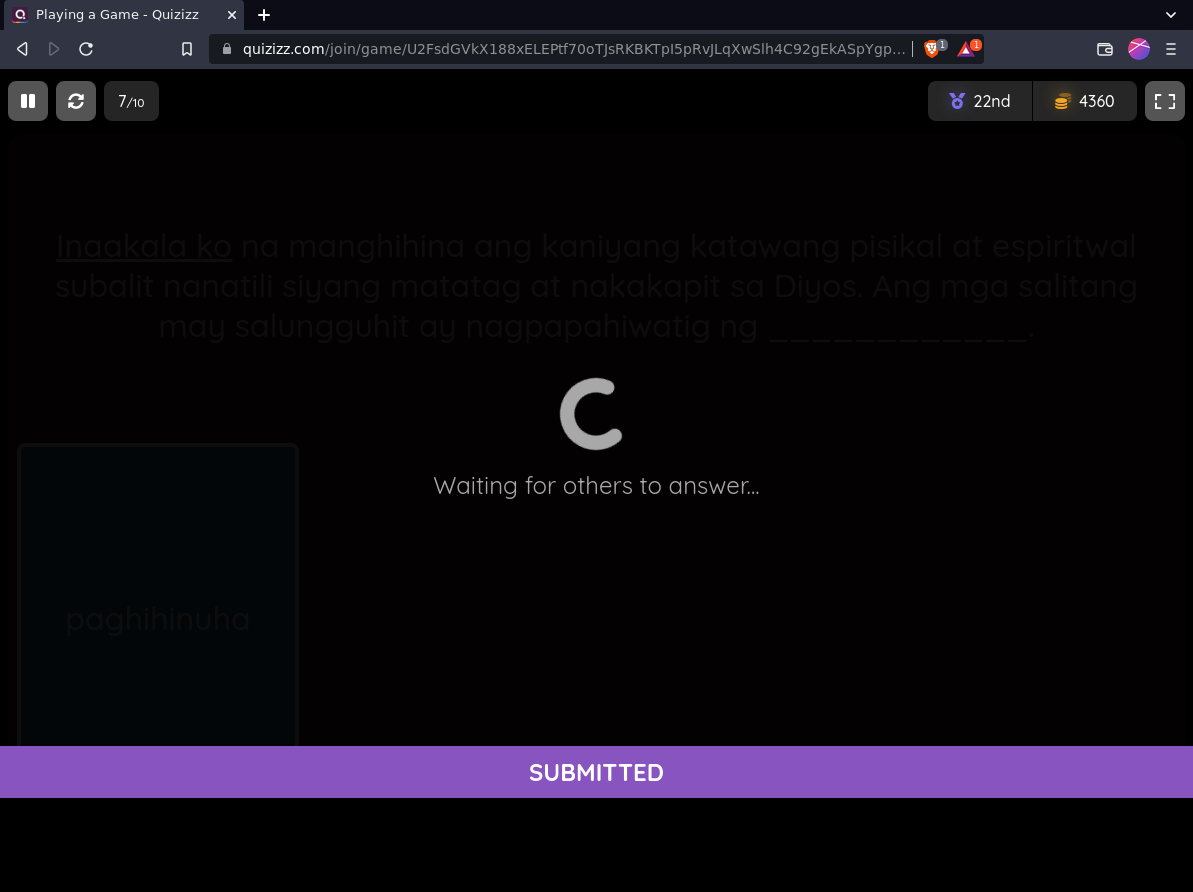 Playing a Game - Quizizz
quizizz.com/join/game/U2FsdGVkX188xELEPtf70oTJsRKBKTpI5pRvJLqXwSlh4C92gEkASpYgp...
1
1
7/10
22nd
4360
Inaakala ko na manghihina ang kaniyang katawang pisikal at espiritwal
subalit nanatili siyang matatag at nakakapit sa Diyos. Ang mga salitang
may salungguhit ay nagpapahiwatig ng ____________.
Waiting for others to answer...
paghihinuha
SUBMITTED